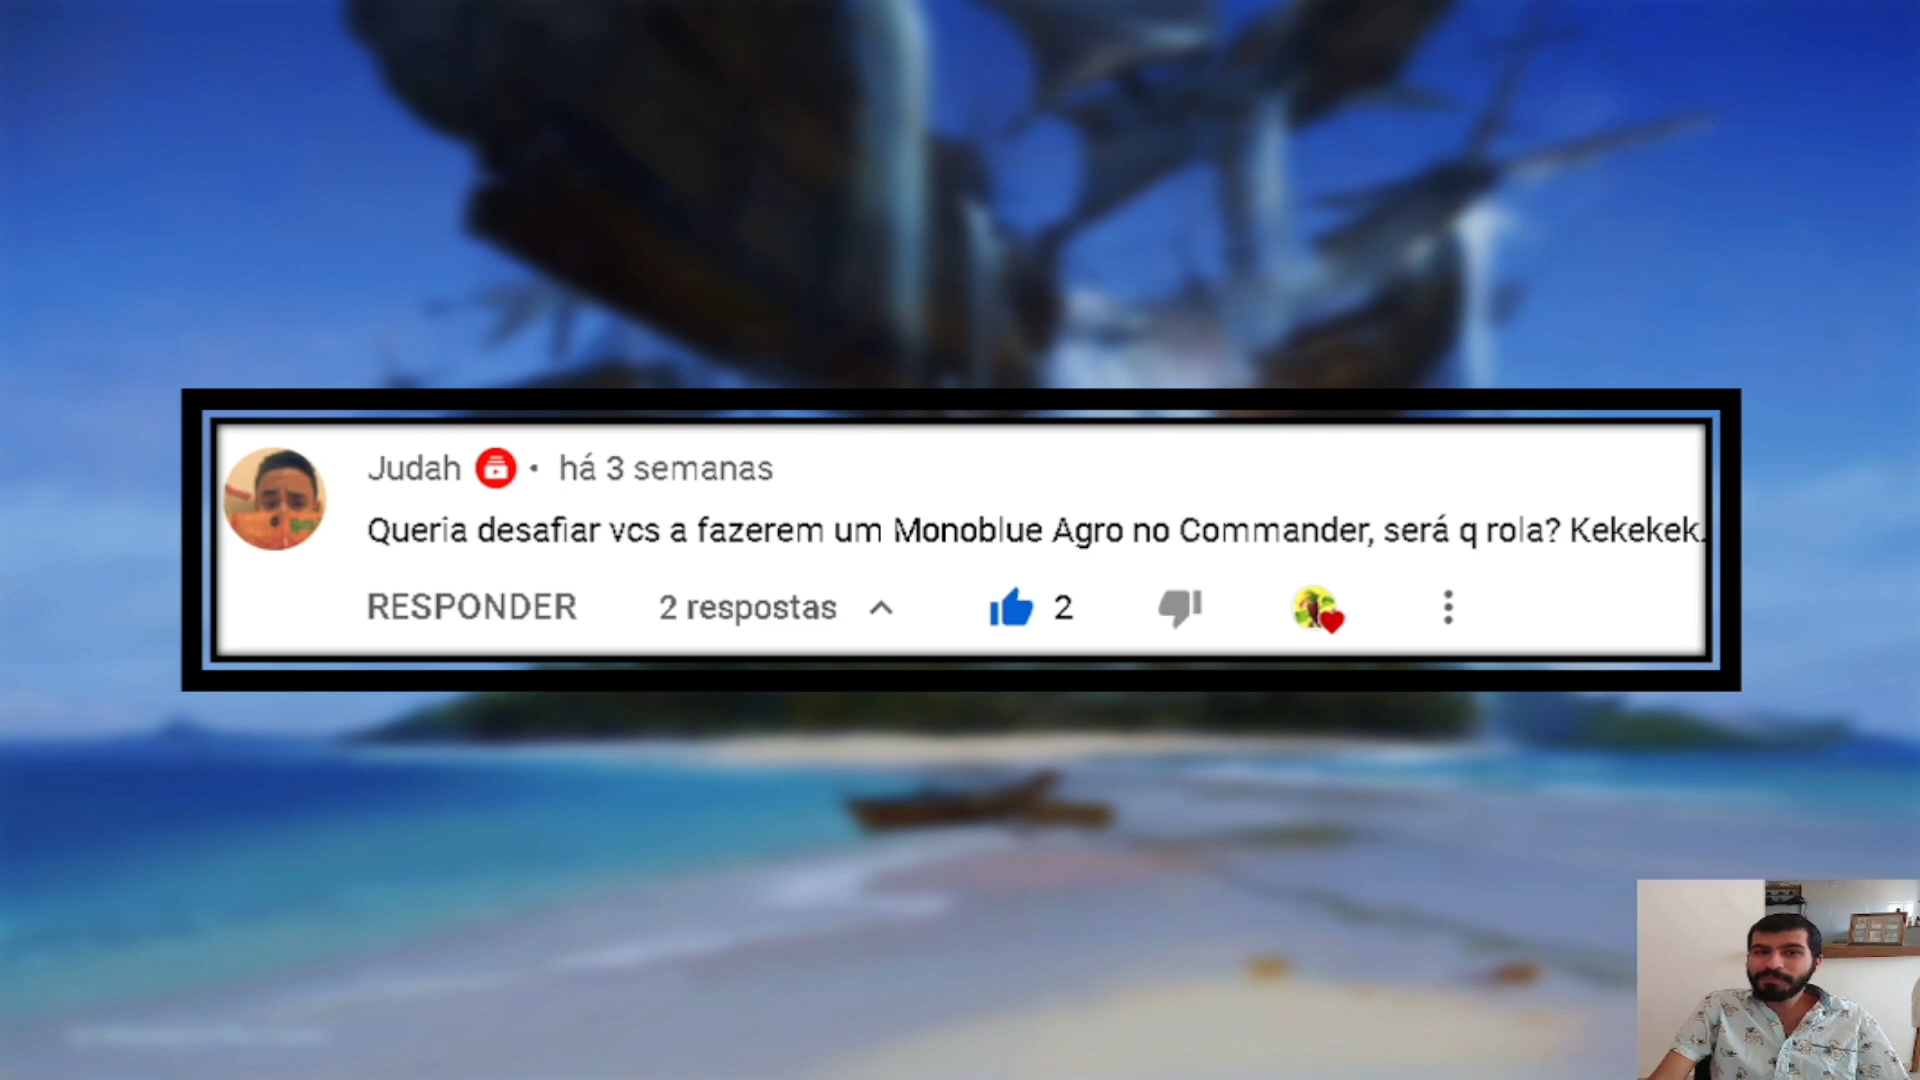 Judah • há 3 semanas
Queria desafiar vcs a fazerem um Monoblue Agro no Commander, será q rola? Kekekek.
RESPONDER 2 respostas 2